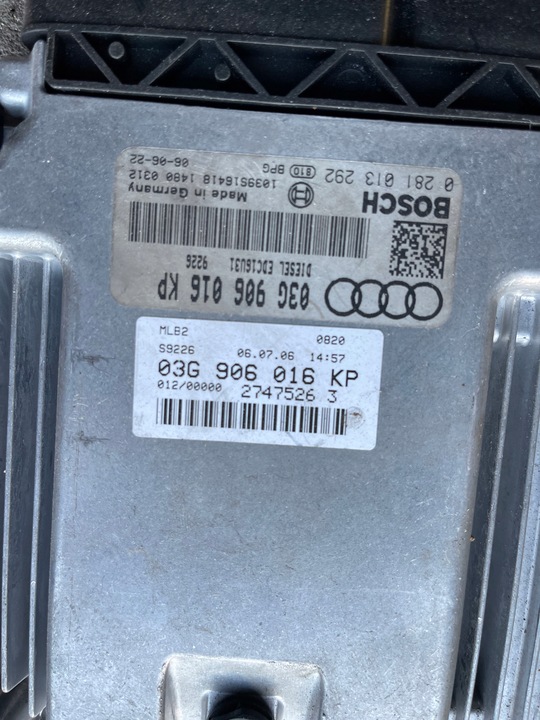 03G 906 016 KP
DIESEL EDC16U31 9226
BOSCH
Made in Germany
0 281 013 292
1039S16418 1480 0312
810 BPG
06-06-22
MLB2 0820
S9226 06.07.06 14:57
03G 906 016 KP
012/00000 2747526 3